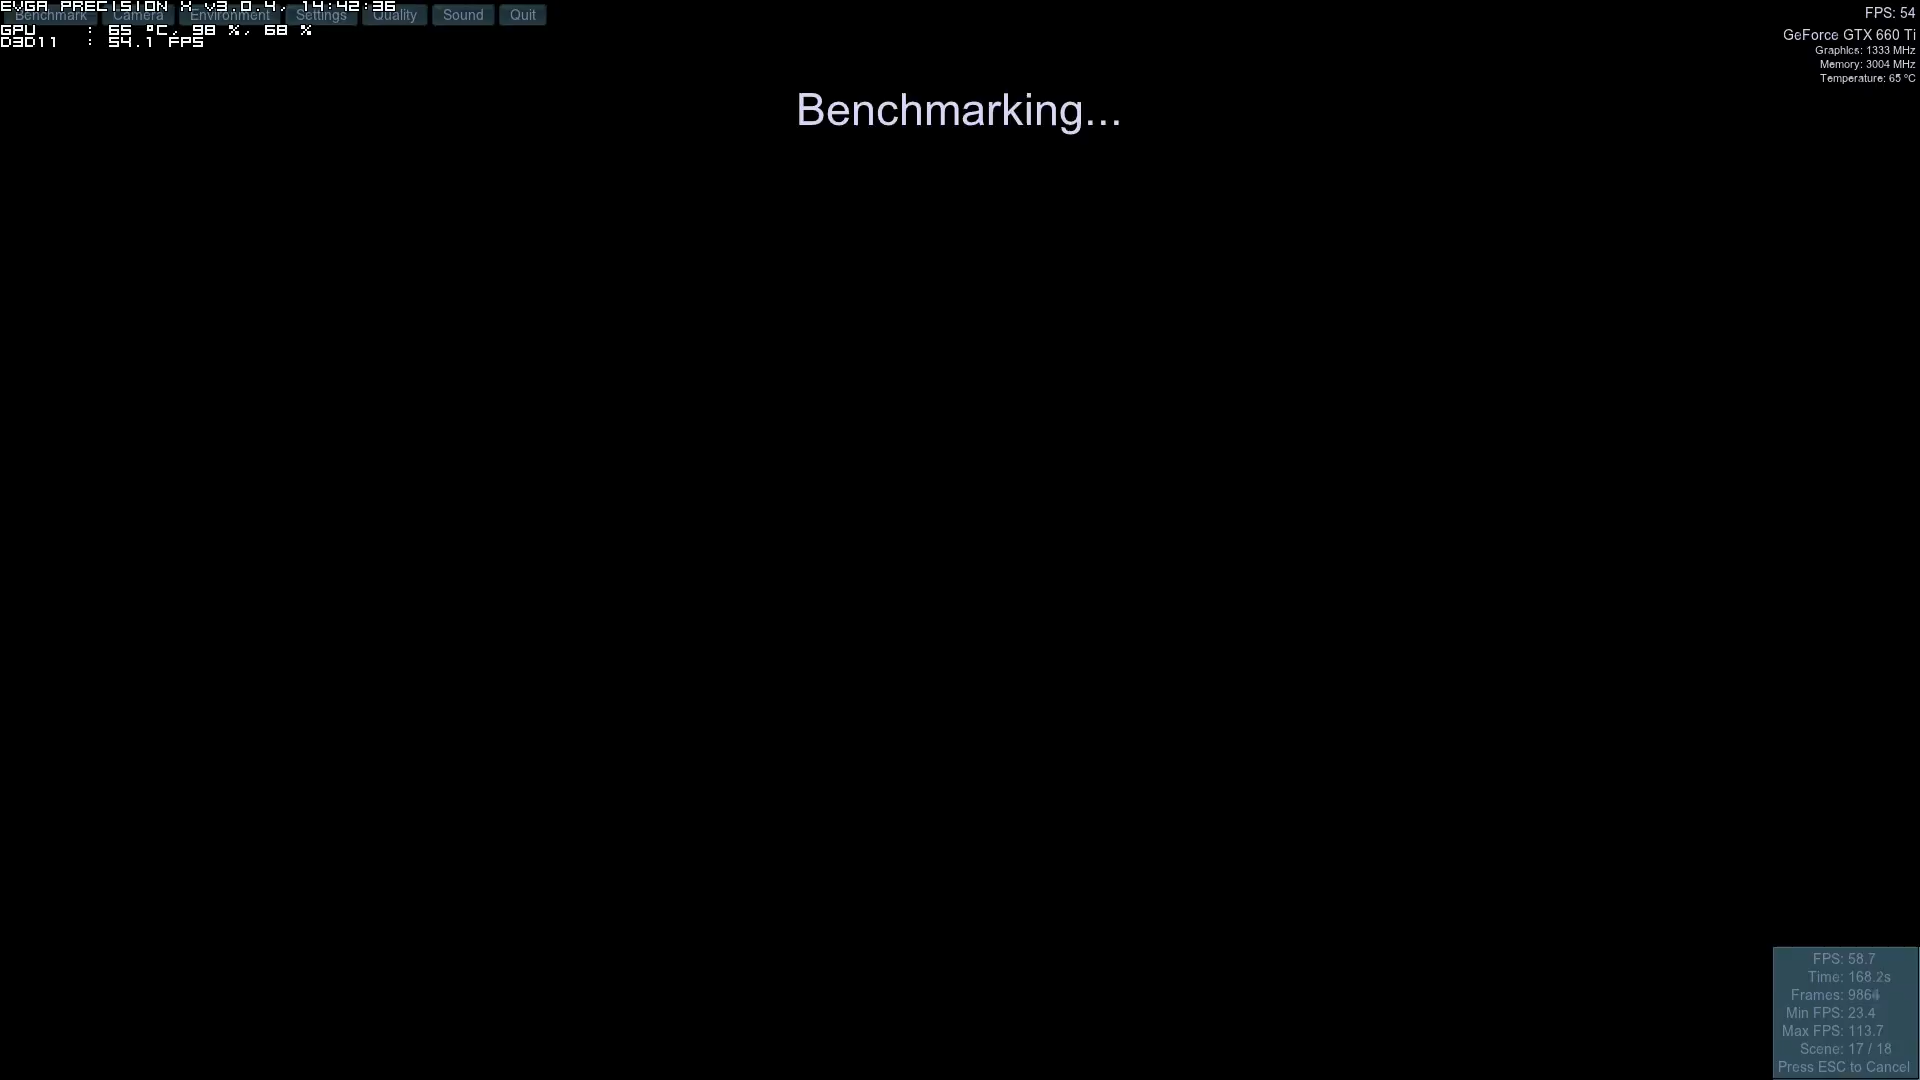 EVGA PRECISION X v3.0.4, 14:42:36
Benchmark Camera Environment Settings Quality Sound Quit
GPU : 65 °C, 98 %, 68 %
D3D11 : 54.1 FPS
FPS: 54
GeForce GTX 660 Ti
Graphics: 1333 MHz
Memory: 3004 MHz
Temperature: 65 °C
Benchmarking...
FPS: 58.7
Time: 168.2s
Frames:
Min FPS: 23.4
Max FPS: 113.7
Scene: 17 / 18
Press ESC to Cancel